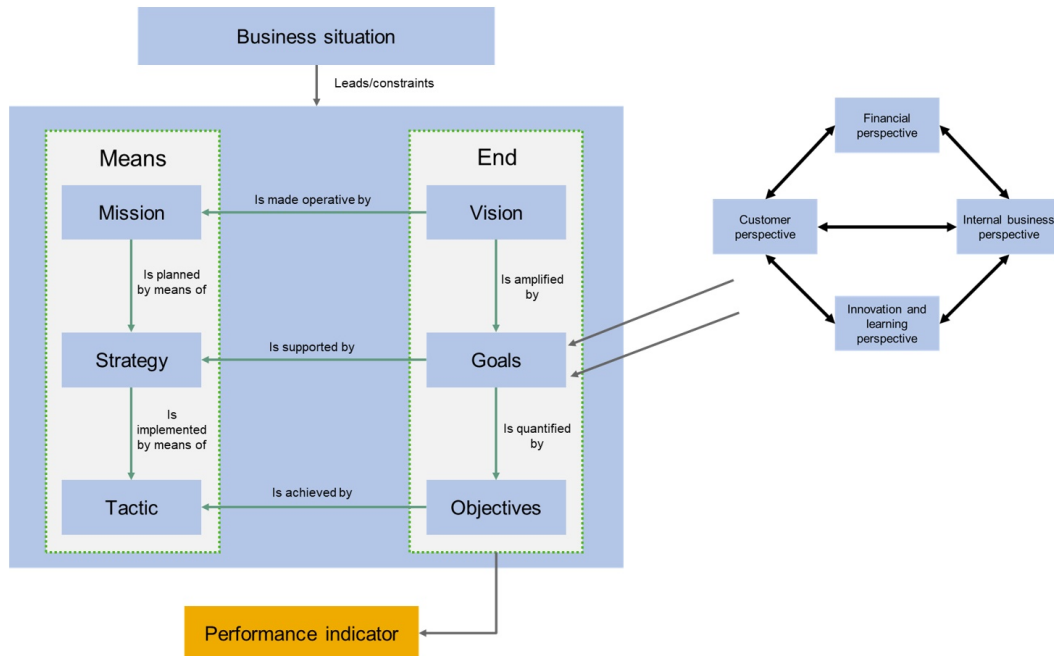 Business situation
Leads/constraints
Means
End
Mission
Is made operative by
Vision
Is planned
by means of
Is amplified
by
Strategy
Is supported by
Goals
Is
implemented
by means of
Is quantified
by
Tactic
Is achieved by
Objectives
Performance indicator
Financial
perspective
Customer
perspective
Internal business
perspective
Innovation and
learning
perspective